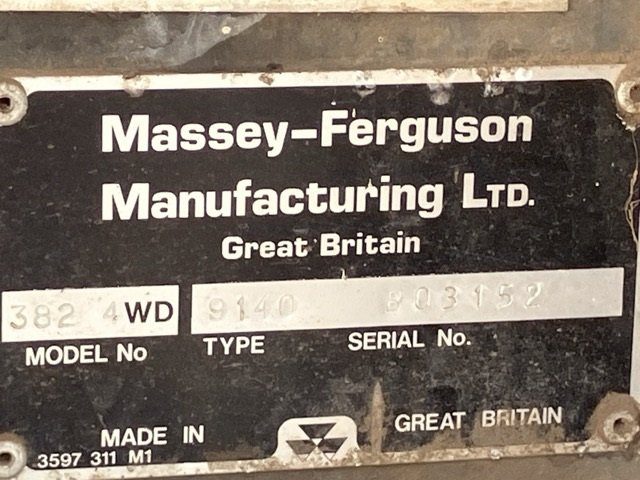 Massey-Ferguson
Manufacturing LTD.
Great Britain
382 4WD 9140 B03152
MODEL No TYPE SERIAL No.
MADE IN GREAT BRITAIN
3597 311 M1